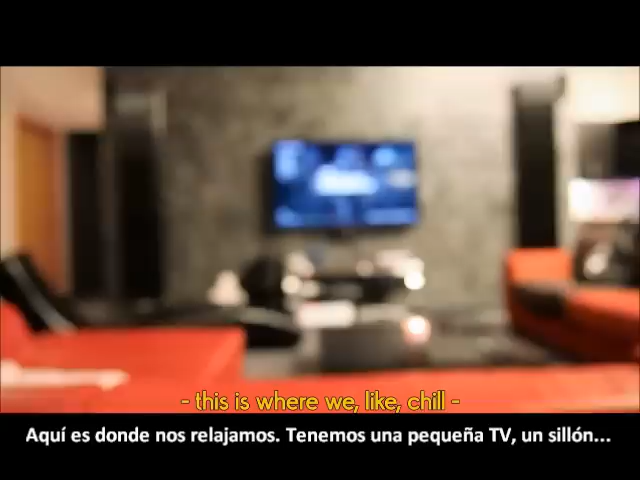 - this is where we, like, chill -
Aquí es donde nos relajamos. Tenemos una pequeña TV, un sillón...